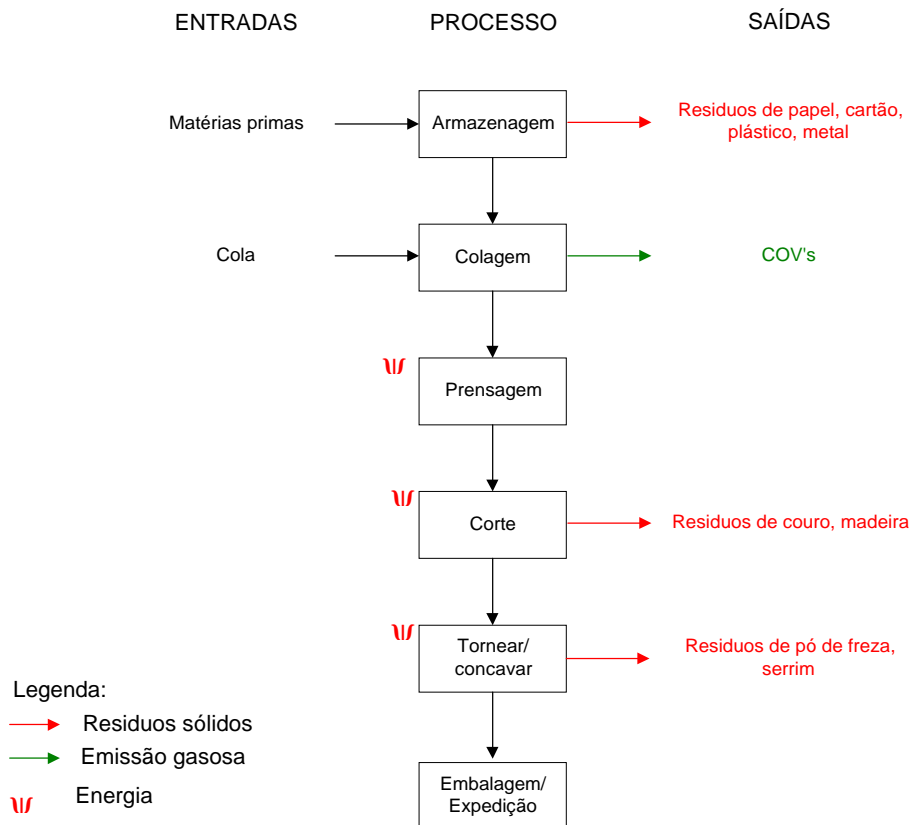 ENTRADAS PROCESSO SAÍDAS
Matérias primas
Armazenagem
Residuos de papel, cartão,
plástico, metal
Cola
Colagem
COV's
Prensagem
Corte
Residuos de couro, madeira
Tornear/
concavar
Residuos de pó de freza,
serrim
Embalagem/
Expedição
Legenda:
Residuos sólidos
Emissão gasosa
Energia